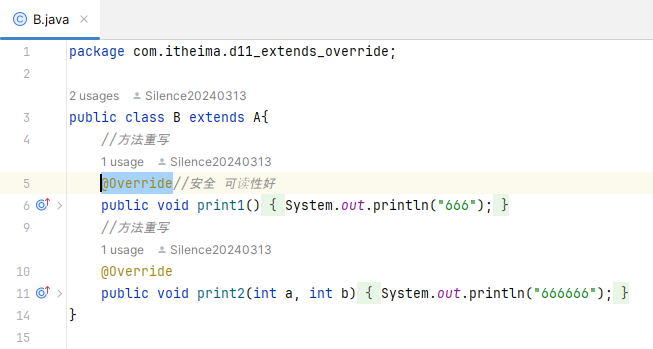 B.java
1 package com.itheima.d11_extends_override;
2
2 usages Silence20240313
3 public class B extends A{
4 //方法重写
1 usage Silence20240313
5 @Override//安全 可读性好
6 public void print1() { System.out.println("666"); }
9 //方法重写
1 usage Silence20240313
10 @Override
11 public void print2(int a, int b) { System.out.println("666666"); }
14 }
15